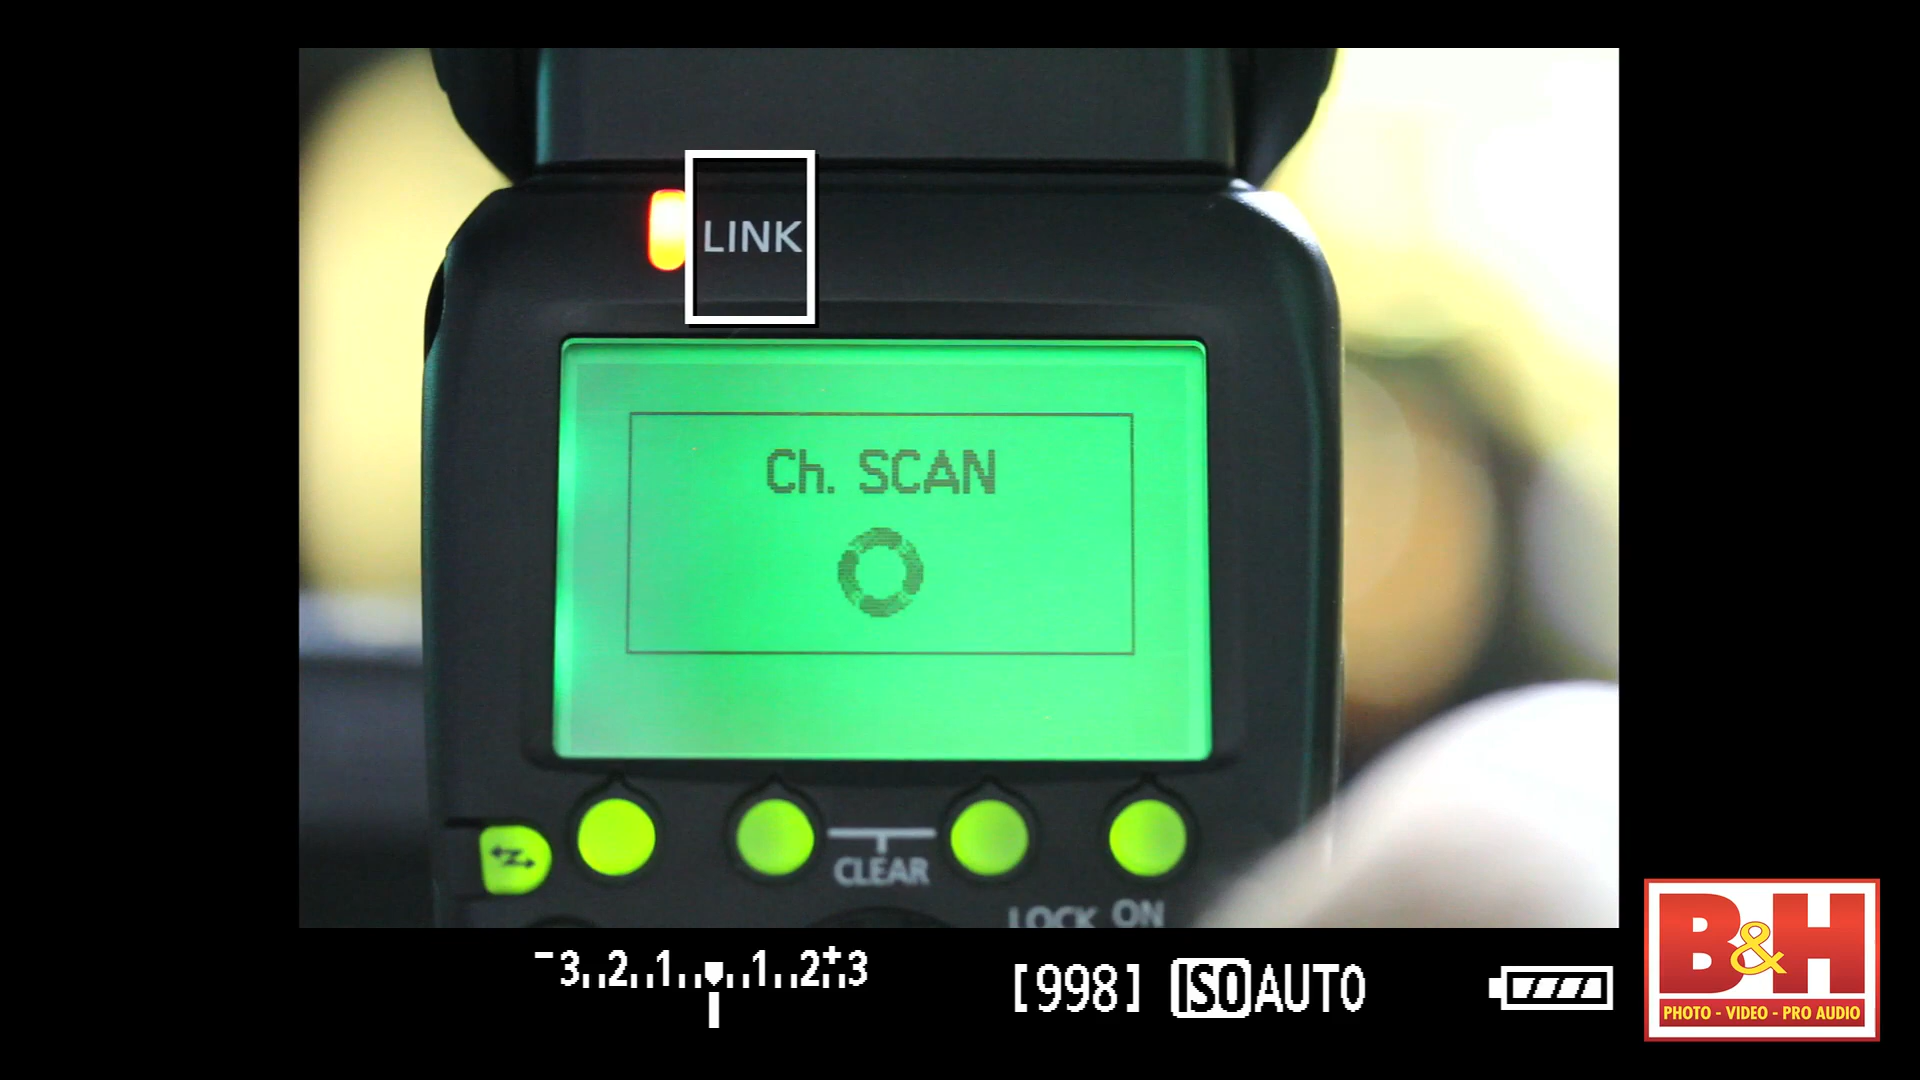 LINK
Ch. SCAN
CLEAR
LOCK ON
-3..2..1..▼..1..2..+3
[998] ISO AUTO
B&H
PHOTO - VIDEO - PRO AUDIO